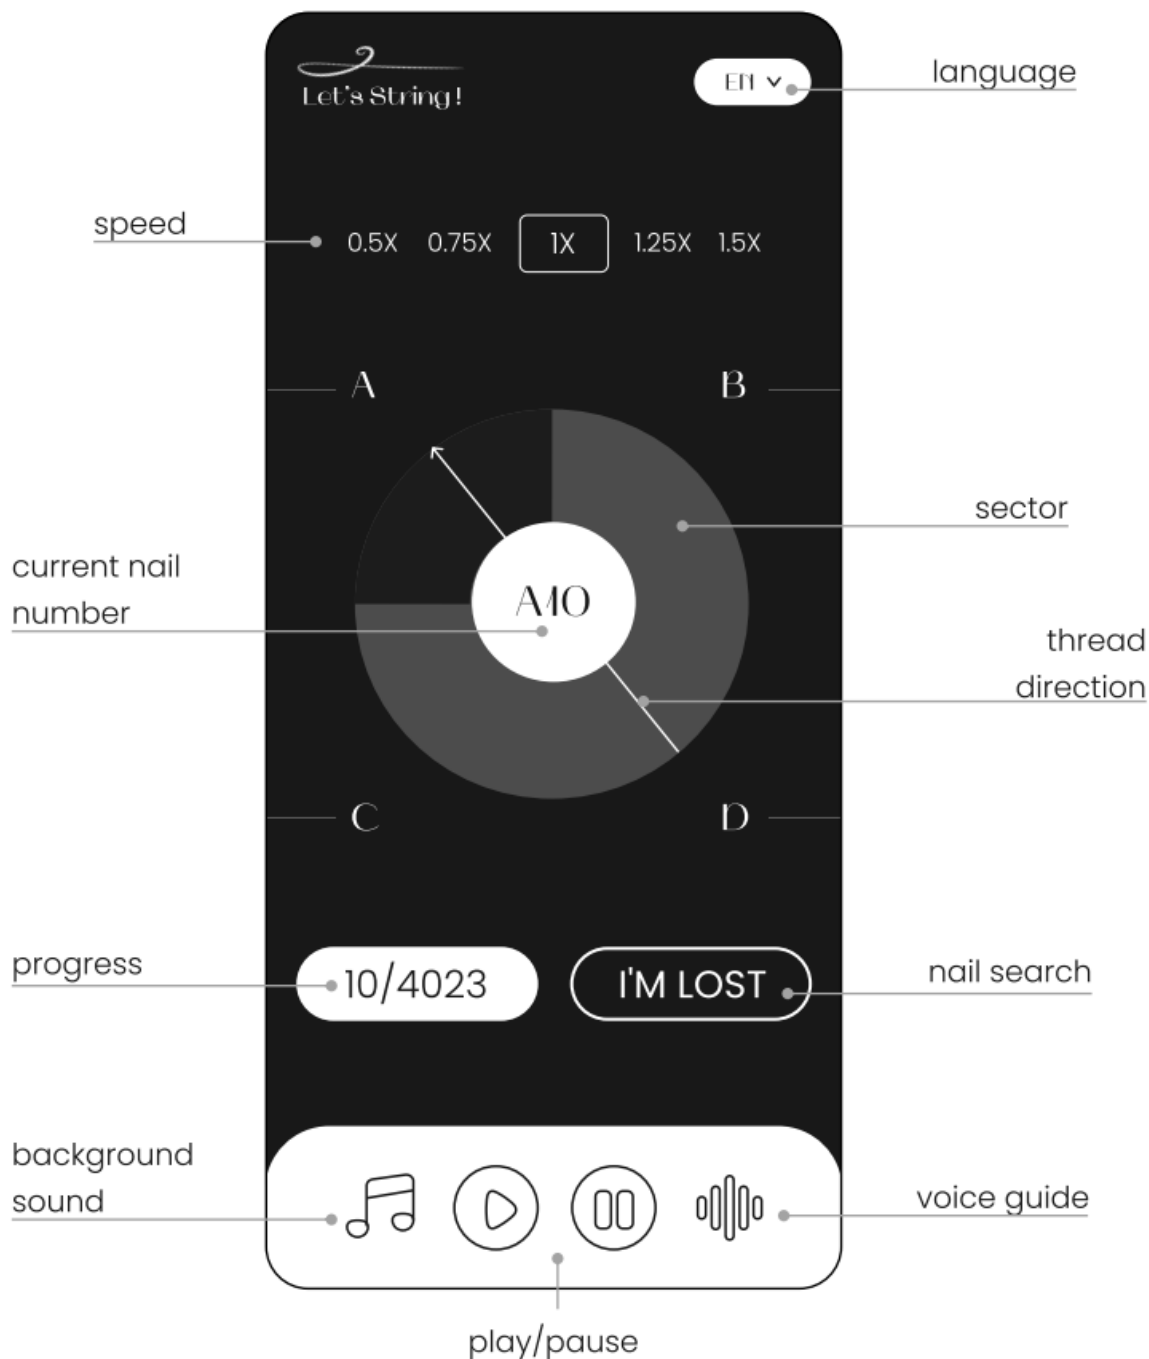 Let's String!
EN
language
speed
0.5X 0.75X 1X 1.25X 1.5X
A
B
sector
current nail
number
A10
thread
direction
C
D
progress
10/4023
I'M LOST
nail search
background
sound
voice guide
play/pause